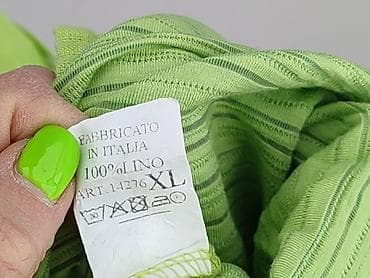 FABBRICATO
IN ITALIA
100%LINO
ART. 14276 XL